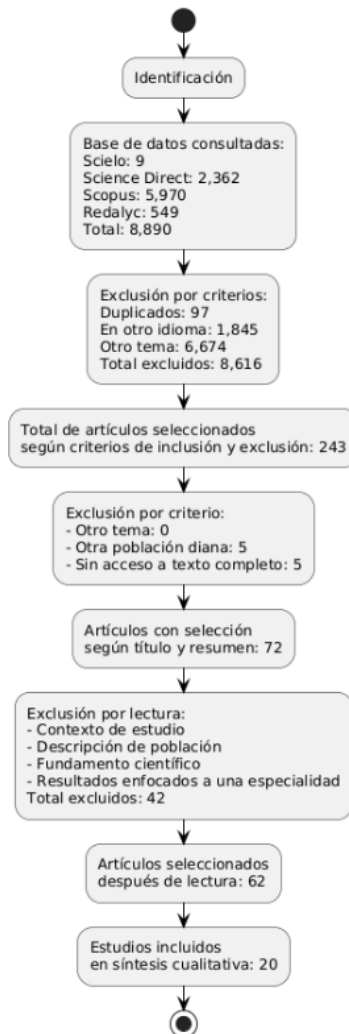 Identificación
Base de datos consultadas:
Scielo: 9
Science Direct: 2,362
Scopus: 5,970
Redalyc: 549
Total: 8,890
Exclusión por criterios:
Duplicados: 97
En otro idioma: 1,845
Otro tema: 6,674
Total excluidos: 8,616
Total de artículos seleccionados
según criterios de inclusión y exclusión: 243
Exclusión por criterio:
- Otro tema: 0
- Otra población diana: 5
- Sin acceso a texto completo: 5
Artículos con selección
según título y resumen: 72
Exclusión por lectura:
- Contexto de estudio
- Descripción de población
- Fundamento científico
- Resultados enfocados a una especialidad
Total excluidos: 42
Artículos seleccionados
después de lectura: 62
Estudios incluidos
en síntesis cualitativa: 20